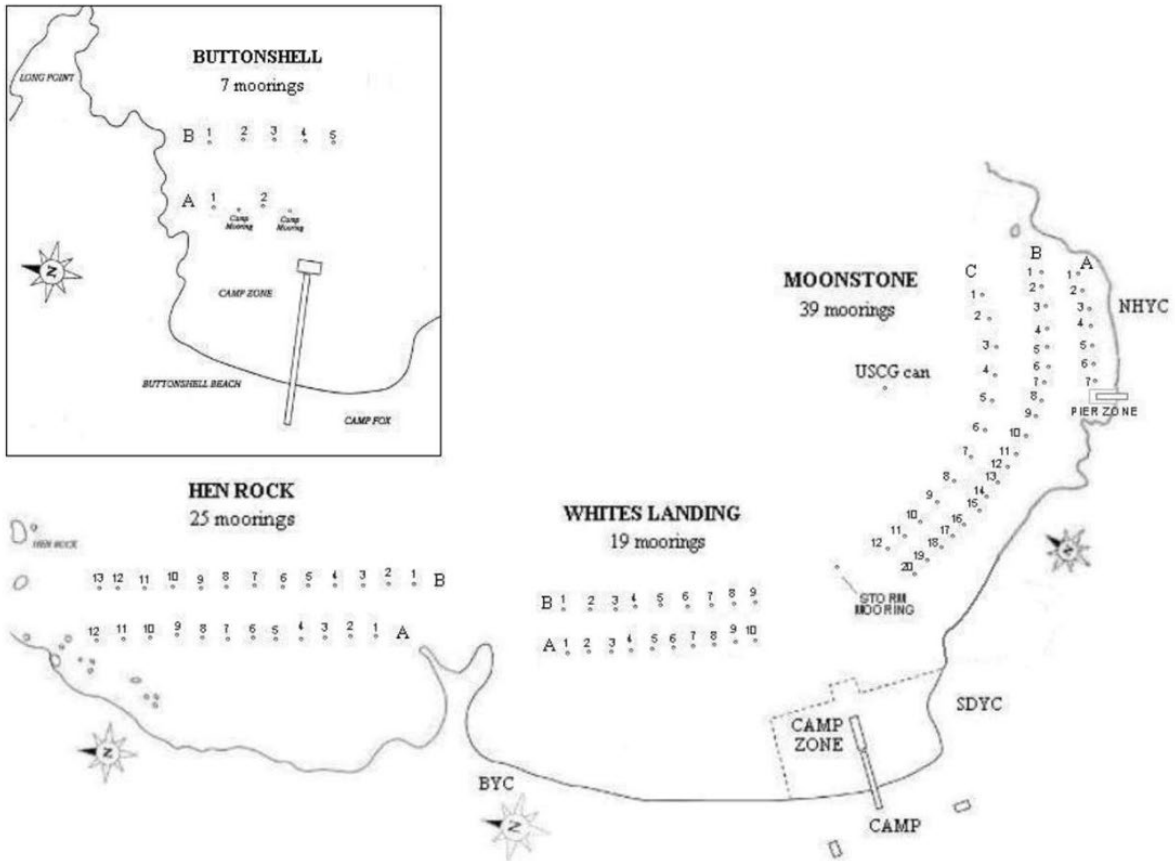 BUTTONSHELL
7 moorings
LONG POINT
B 1 2 3 4 5
A 1 2
Camp Mooring
Camp Mooring
N
CAMP ZONE
BUTTONSHELL BEACH
CAMP FOX
MOONSTONE
39 moorings
USCG can
C
1
2
3
4
5
6
7
8
9
10
11
12
B
1
2
3
4
5
6
7
8
9
10
11
12
13
14
15
16
17
18
19
20
A
1
2
3
4
5
6
7
NHYC
PIER ZONE
STORM
MOORING
N
HEN ROCK
25 moorings
HEN ROCK
13 12 11 10 9 8 7 6 5 4 3 2 1 B
12 11 10 9 8 7 6 5 4 3 2 1 A
N
WHITES LANDING
19 moorings
B 1 2 3 4 5 6 7 8 9
A 1 2 3 4 5 6 7 8 9 10
SDYC
CAMP
ZONE
BYC
N
CAMP